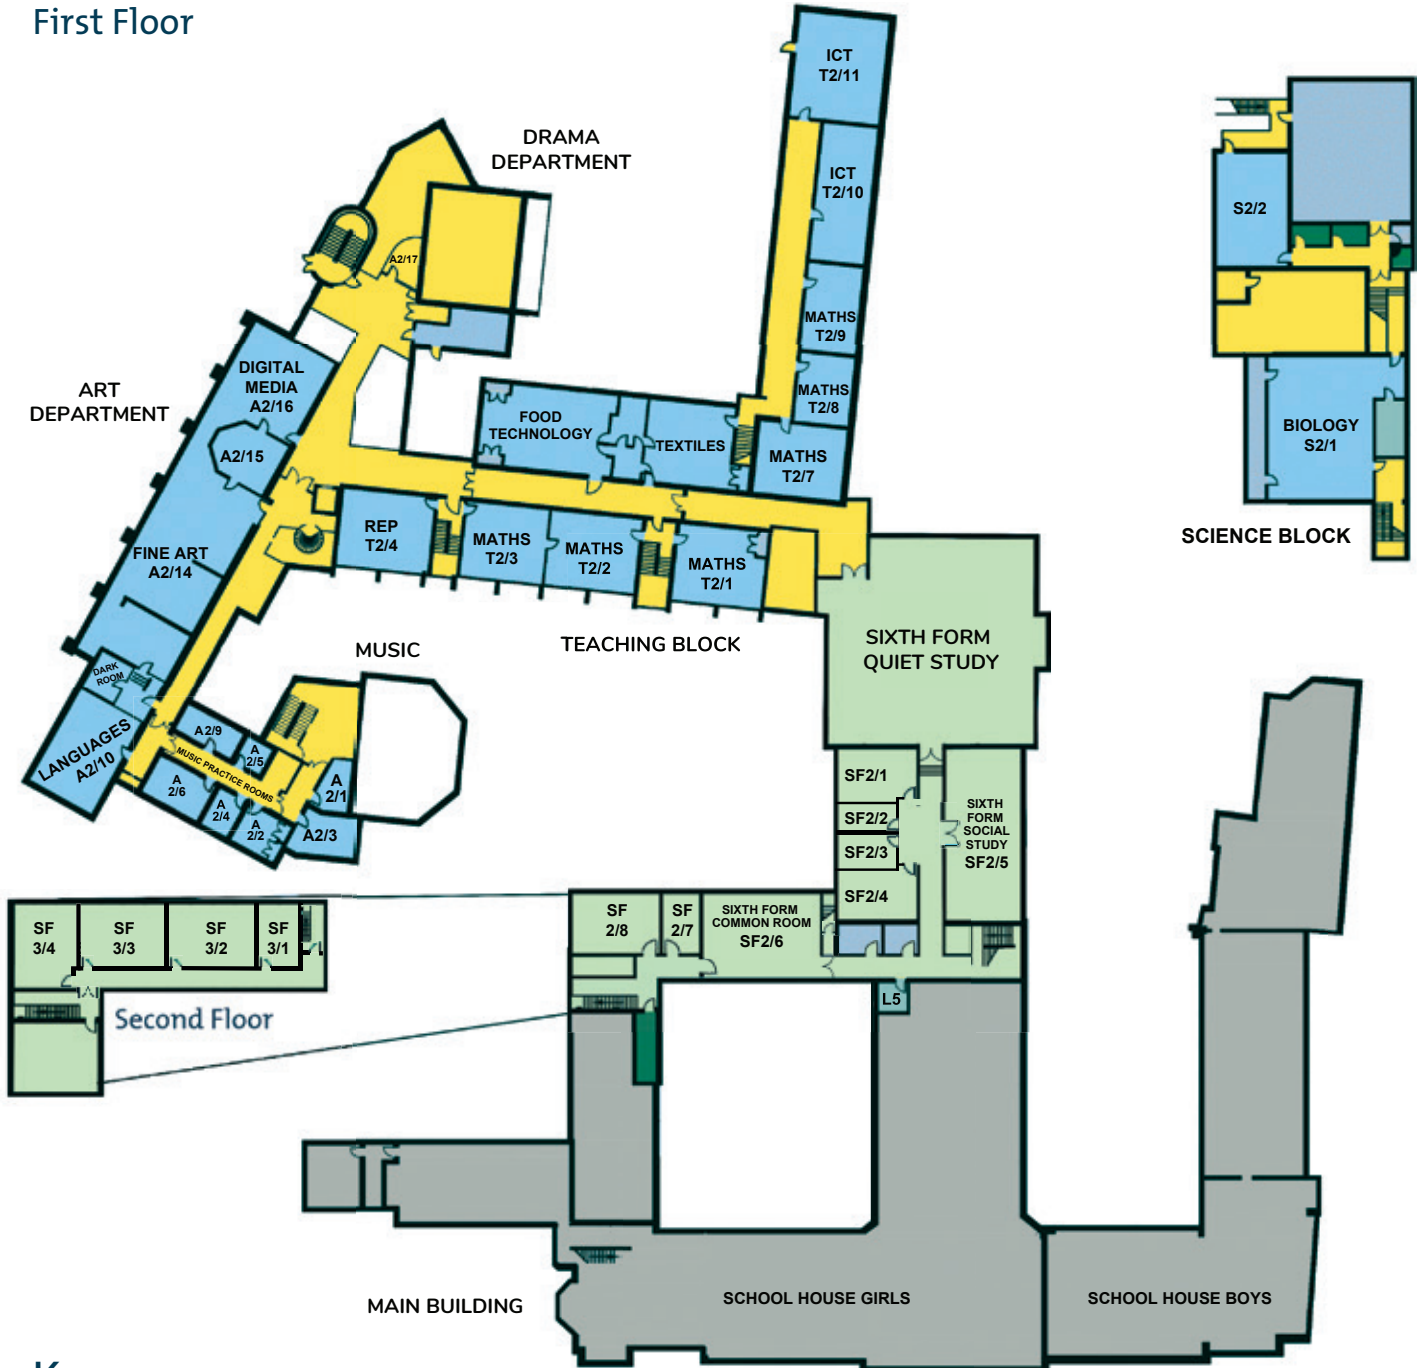 First Floor
ICT
T2/11
DRAMA
DEPARTMENT
ICT
T2/10
S2/2
A2/17
MATHS
T2/9
DIGITAL
MEDIA
A2/16
ART
DEPARTMENT
MATHS
T2/8
FOOD
TECHNOLOGY
TEXTILES
BIOLOGY
S2/1
A2/15
MATHS
T2/7
REP
T2/4
MATHS
T2/3
MATHS
T2/2
MATHS
T2/1
SCIENCE BLOCK
FINE ART
A2/14
MUSIC
TEACHING BLOCK
SIXTH FORM
QUIET STUDY
DARK
ROOM
LANGUAGES
A2/10
A2/9
A
2/5
MUSIC PRACTICE ROOMS
A
2/6
A
2/4
A
2/2
A
2/1
A2/3
SF2/1
SF2/2
SF2/3
SF2/4
SIXTH
FORM
SOCIAL
STUDY
SF2/5
SF
3/4
SF
3/3
SF
3/2
SF
3/1
SF
2/8
SF
2/7
SIXTH FORM
COMMON ROOM
SF2/6
L5
Second Floor
MAIN BUILDING
SCHOOL HOUSE GIRLS
SCHOOL HOUSE BOYS